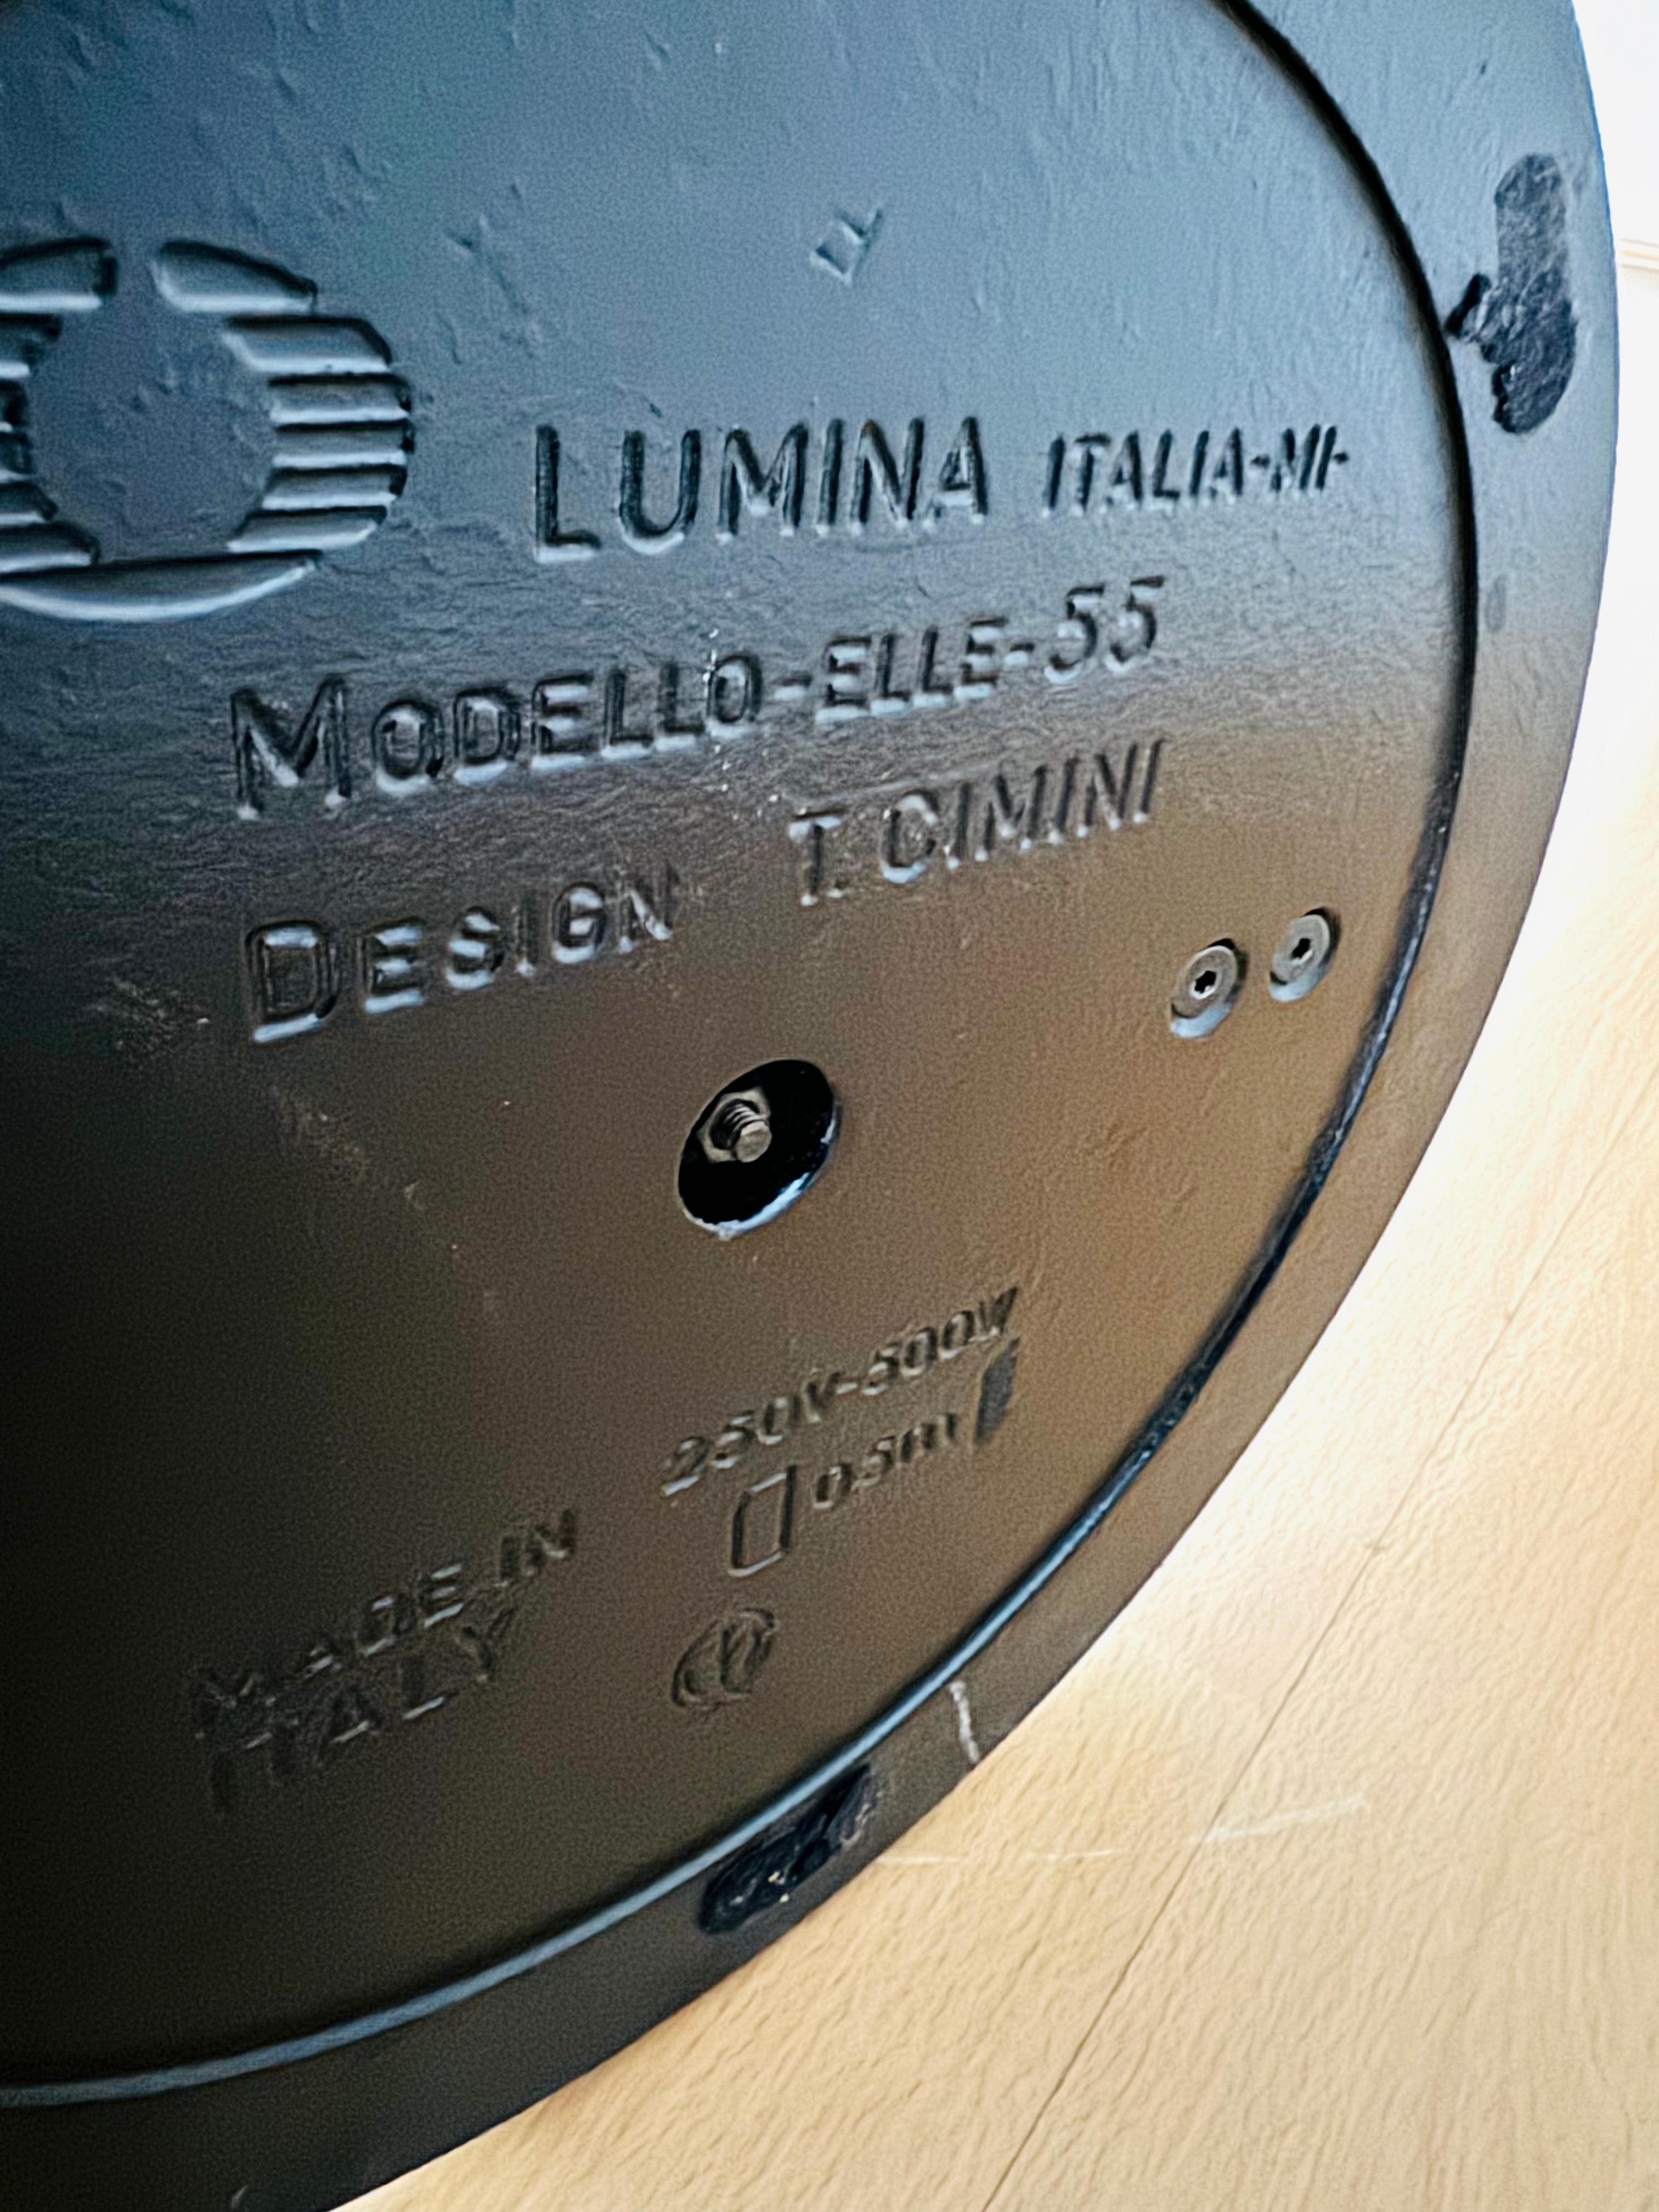 LUMINA ITALIA-MI-
MODELLO-ELLE-55
DESIGN T. CIMINI
250V-500W
0.5m
MADE IN
ITALY